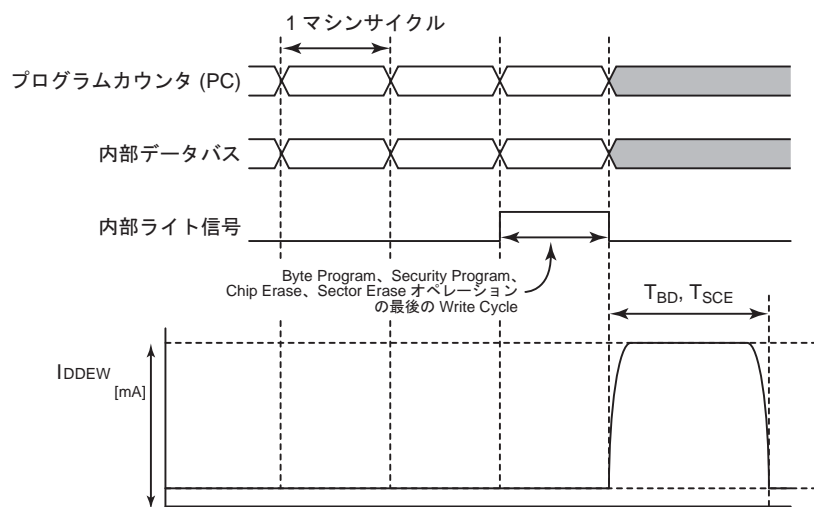 1 マシンサイクル
プログラムカウンタ (PC)
内部データバス
内部ライト信号
Byte Program、Security Program、
Chip Erase、Sector Erase オペレーション
の最後の Write Cycle
TBD, TSCE
IDDEW
[mA]